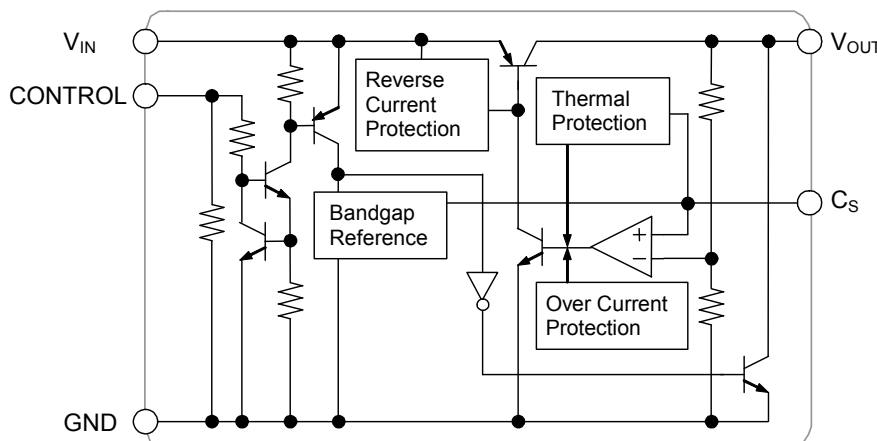 V_IN
V_OUT
CONTROL
Reverse
Current
Protection
Thermal
Protection
Bandgap
Reference
C_S
+
−
Over Current
Protection
GND